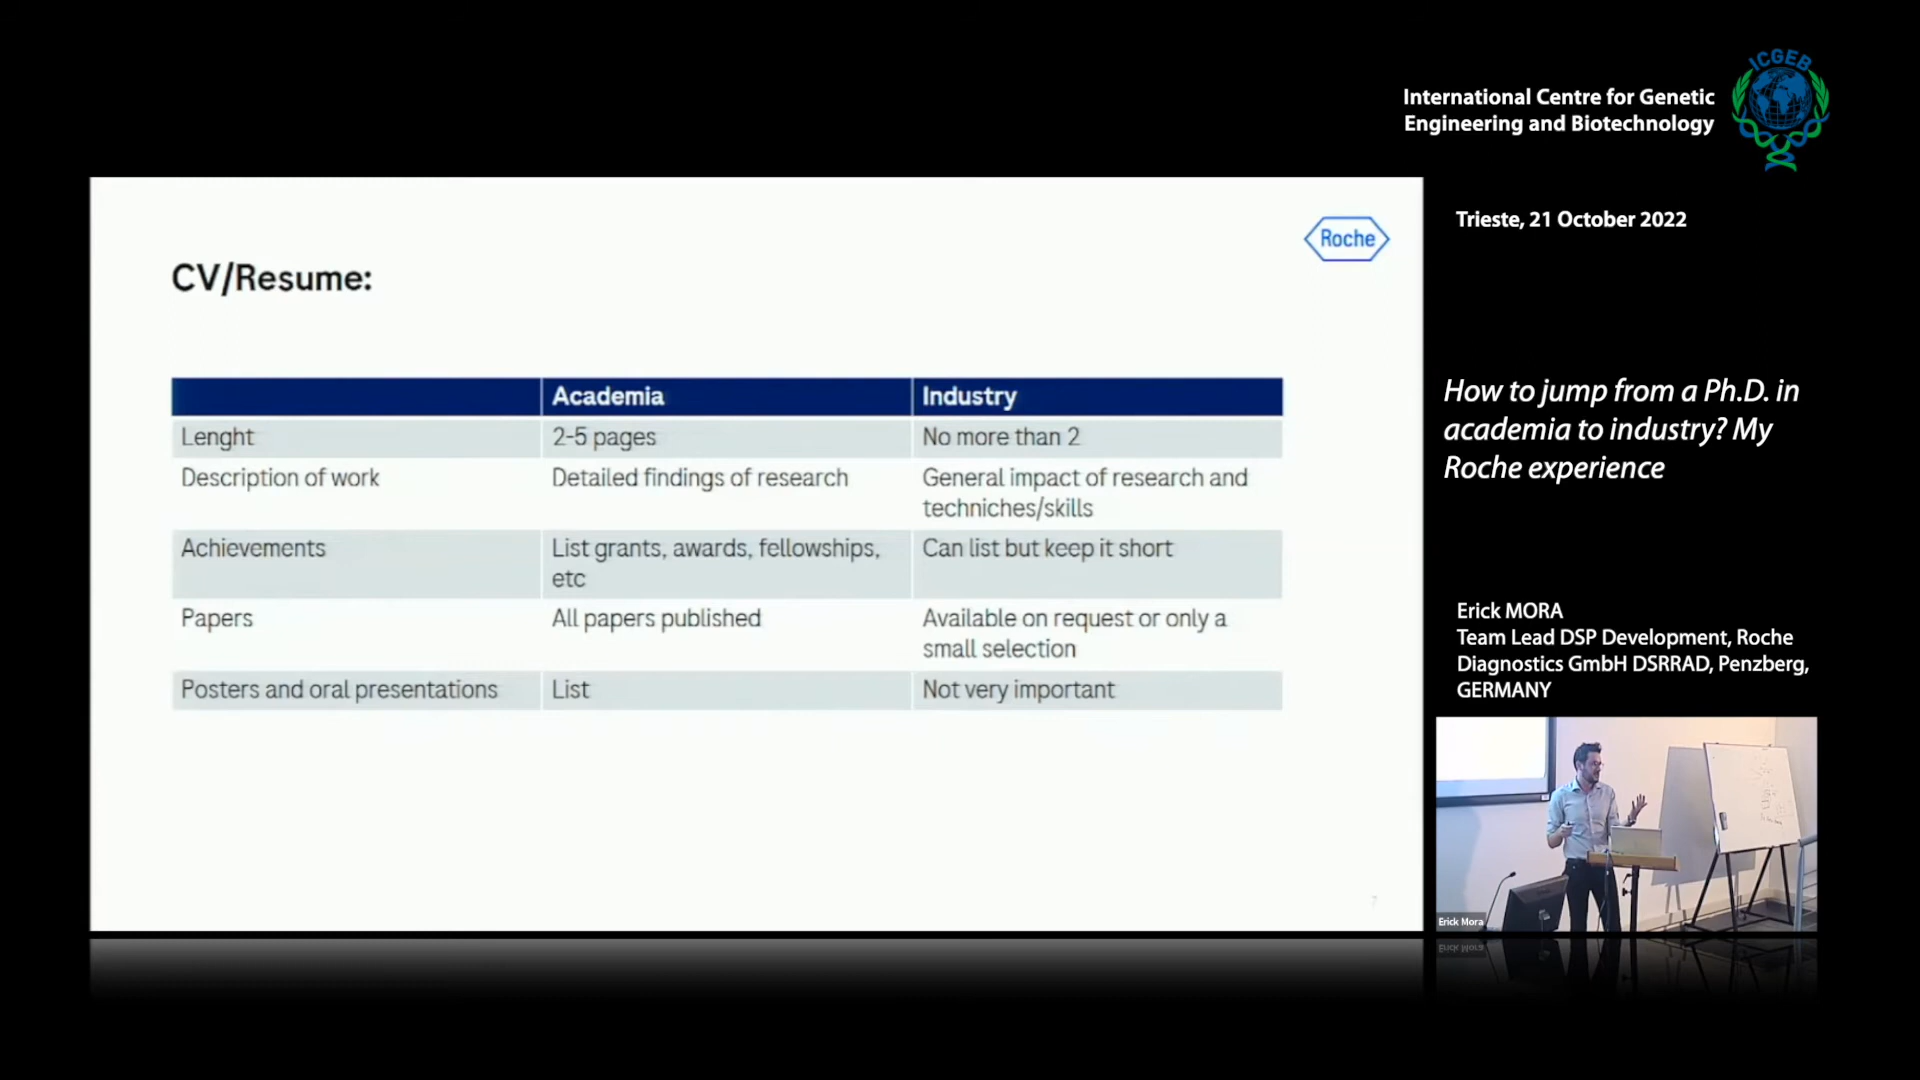 ICGEB
International Centre for Genetic
Engineering and Biotechnology
Trieste, 21 October 2022
Roche
CV/Resume:
Academia Industry
Lenght 2-5 pages No more than 2
Description of work Detailed findings of research General impact of research and
techniches/skills
Achievements List grants, awards, fellowships, Can list but keep it short
etc
Papers All papers published Available on request or only a
small selection
Posters and oral presentations List Not very important
7
How to jump from a Ph.D. in
academia to industry? My
Roche experience
Erick MORA
Team Lead DSP Development, Roche
Diagnostics GmbH DSRRAD, Penzberg,
GERMANY
Erick Mora